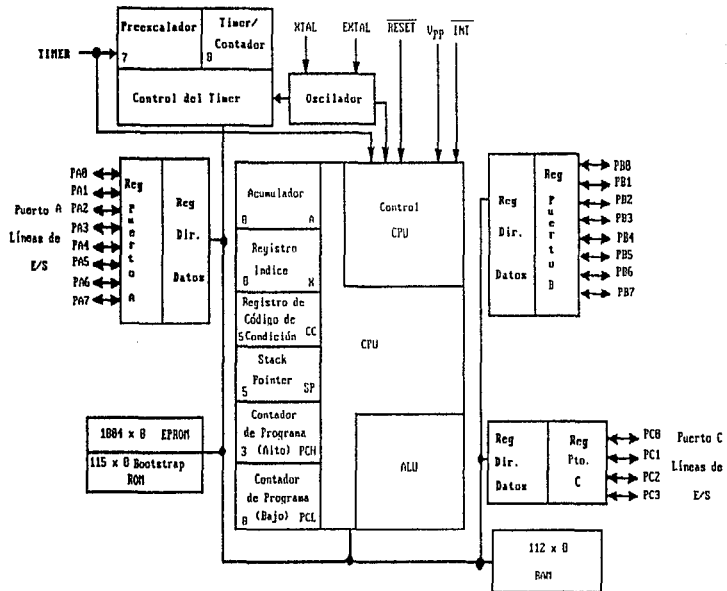 Preexcalador
7
Timer/
Contador
8
TIMER
Control del Timer
XTAL
EXTAL
RESET
Vpp
INT
Oscilador
PA0
PA1
PA2
PA3
PA4
PA5
PA6
PA7
Puerto A
Líneas de
E/S
Reg
Puerto
A
Reg
Dir.
Datos
Acumulador
8 A
Registro
Indice
8 X
Registro de
Código de
5 Condición CC
Stack
Pointer
5 SP
Contador
de Programa
3 (Alto) PCH
Contador
de Programa
8 (Bajo) PCL
Control
CPU
CPU
ALU
Reg
Dir.
Datos
Reg
Puerto
B
PB0
PB1
PB2
PB3
PB4
PB5
PB6
PB7
1804 x 8 EPROM
115 x 8 Bootstrap
ROM
Reg
Dir.
Datos
Reg
Pto.
C
PC0
PC1
PC2
PC3
Puerto C
Líneas de
E/S
112 x 8
RAM